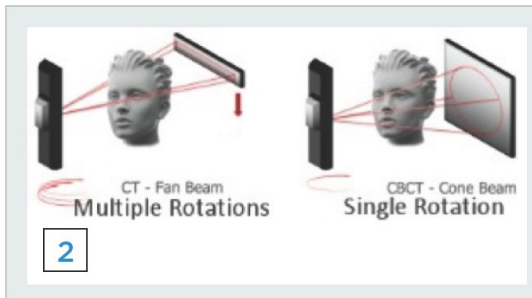 CT - Fan Beam
Multiple Rotations
CBCT - Cone Beam
Single Rotation
2